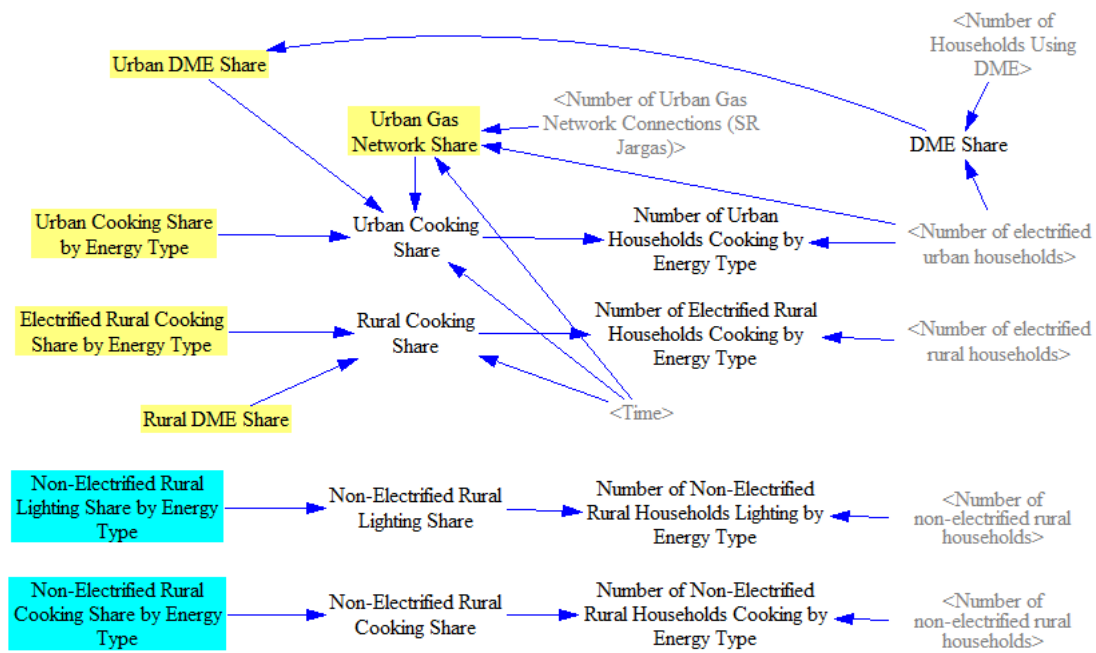 <Number of
Households Using
DME>
Urban DME Share
<Number of Urban Gas
Network Connections (SR
Jargas)>
Urban Gas
Network Share
DME Share
Urban Cooking Share
by Energy Type
Urban Cooking
Share
Number of Urban
Households Cooking by
Energy Type
<Number of electrified
urban households>
Electrified Rural Cooking
Share by Energy Type
Rural Cooking
Share
Number of Electrified Rural
Households Cooking by
Energy Type
<Number of electrified
rural households>
Rural DME Share
<Time>
Non-Electrified Rural
Lighting Share by Energy
Type
Non-Electrified Rural
Lighting Share
Number of Non-Electrified
Rural Households Lighting by
Energy Type
<Number of
non-electrified rural
households>
Non-Electrified Rural
Cooking Share by Energy
Type
Non-Electrified Rural
Cooking Share
Number of Non-Electrified
Rural Households Cooking by
Energy Type
<Number of
non-electrified rural
households>